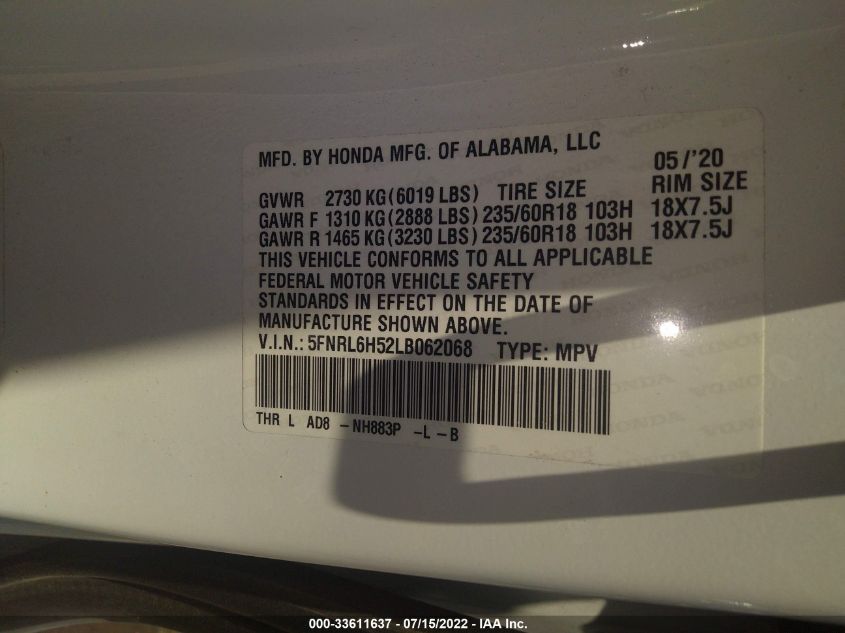 MFD. BY HONDA MFG. OF ALABAMA, LLC 05/'20
GVWR 2730 KG (6019 LBS) TIRE SIZE RIM SIZE
GAWR F 1310 KG (2888 LBS) 235/60R18 103H 18X7.5J
GAWR R 1465 KG (3230 LBS) 235/60R18 103H 18X7.5J
THIS VEHICLE CONFORMS TO ALL APPLICABLE
FEDERAL MOTOR VEHICLE SAFETY
STANDARDS IN EFFECT ON THE DATE OF
MANUFACTURE SHOWN ABOVE.
V.I.N.: 5FNRL6H52LB062068 TYPE: MPV
THR L AD8 -NH883P -L-B
000-33611637 - 07/15/2022 - IAA Inc.